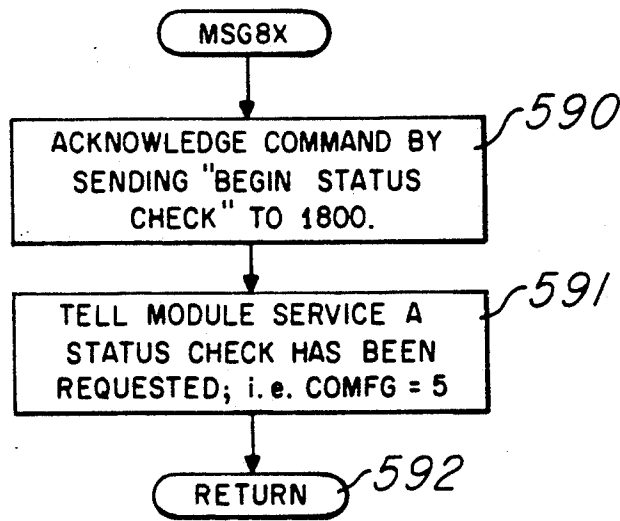 MSG8X
590
ACKNOWLEDGE COMMAND BY
SENDING "BEGIN STATUS
CHECK" TO 1800.
591
TELL MODULE SERVICE A
STATUS CHECK HAS BEEN
REQUESTED; i.e. COMFG = 5
592
RETURN